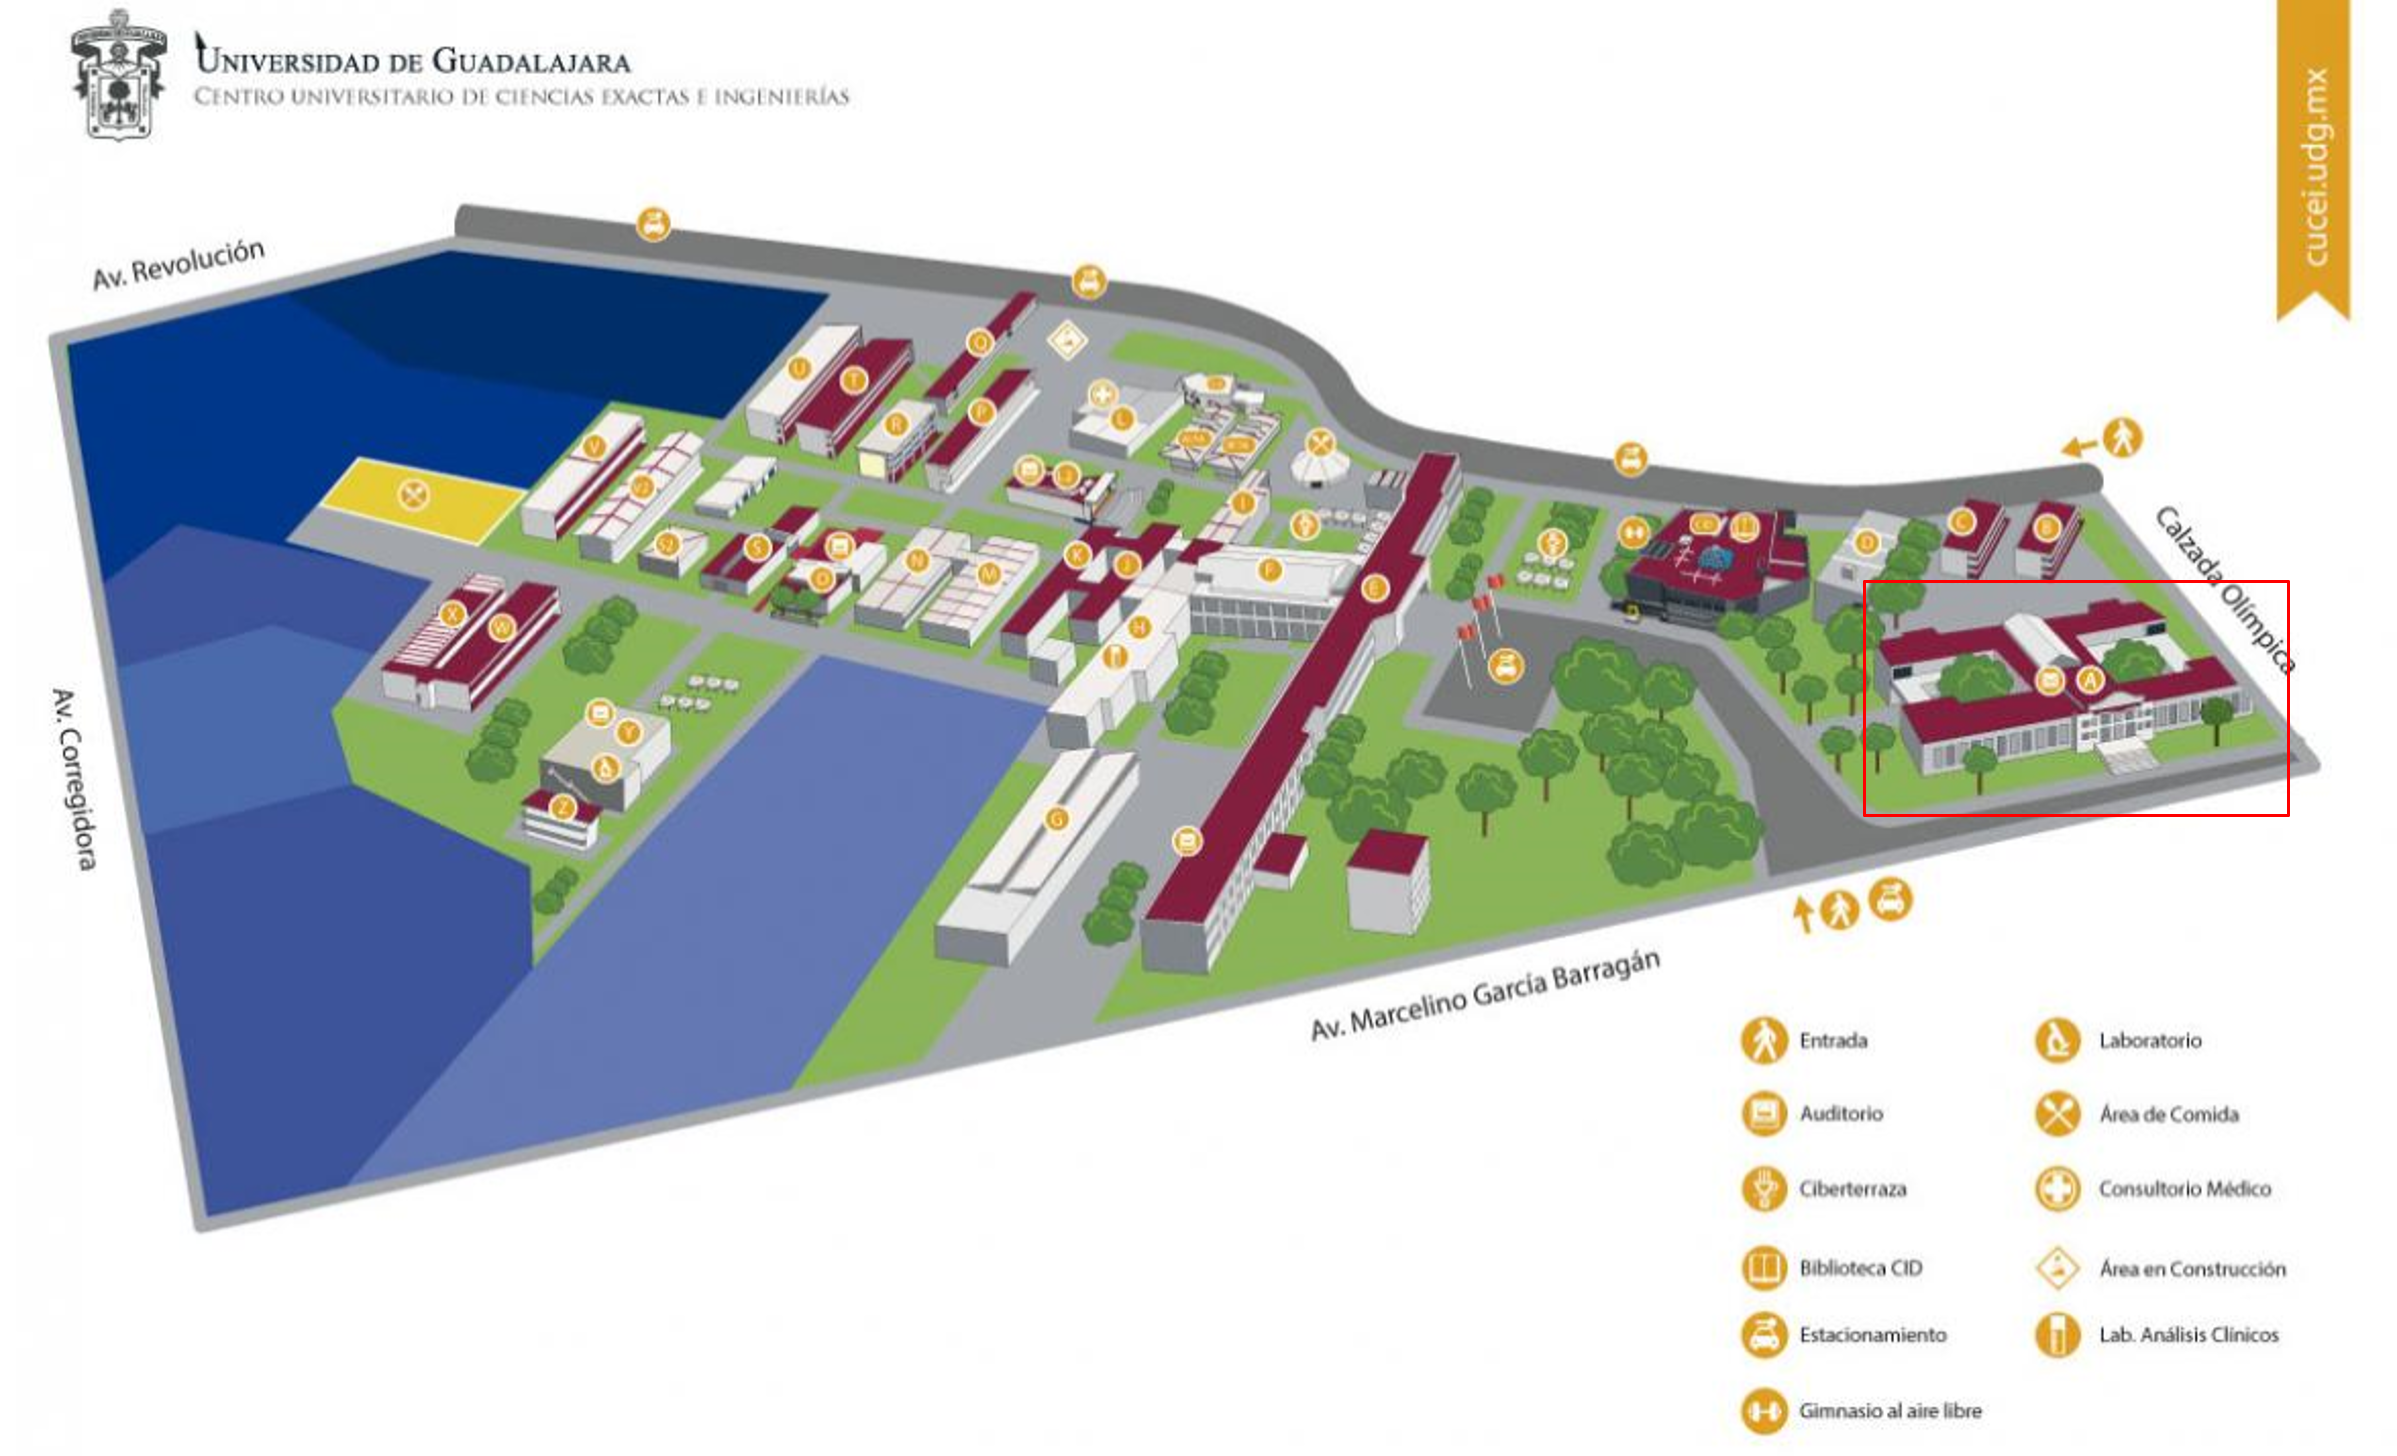 UNIVERSIDAD DE GUADALAJARA
CENTRO UNIVERSITARIO DE CIENCIAS EXACTAS E INGENIERÍAS
cucei.udg.mx
Av. Revolución
Calzada Olímpica
Av. Corregidora
Av. Marcelino García Barragán
U
T
Q
R
P
L
V
V2
L2
I
S2
S
O
N
M
K
J
H
F
E
CID
D
C
B
A
X
W
Y
Z
G
Entrada
Auditorio
Ciberterraza
Biblioteca CID
Estacionamiento
Gimnasio al aire libre
Laboratorio
Área de Comida
Consultorio Médico
Área en Construcción
Lab. Análisis Clínicos